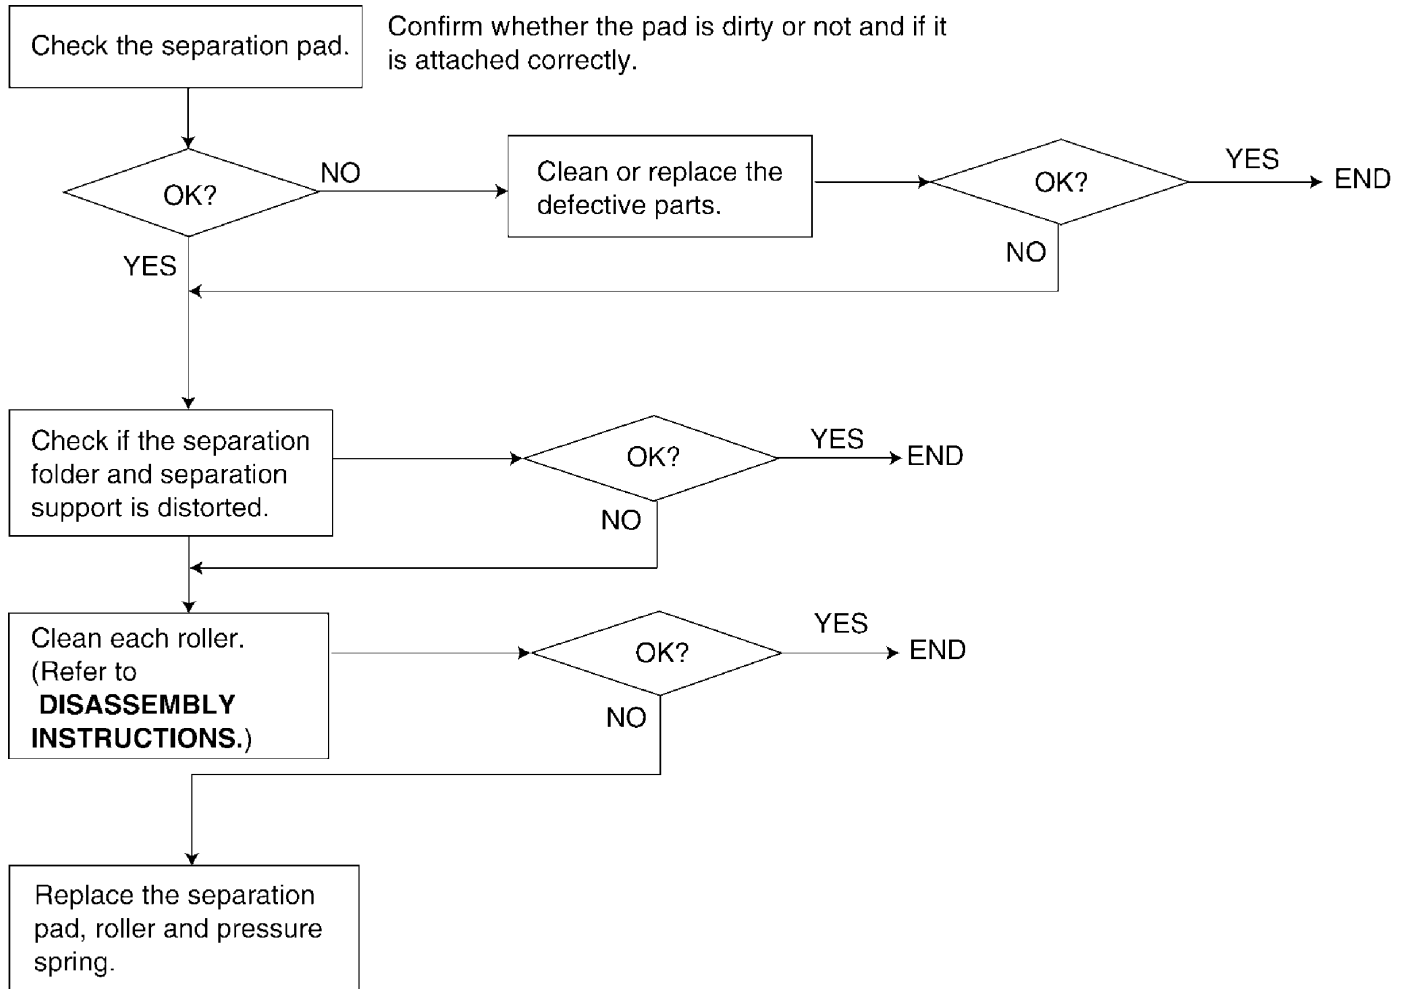 Check the separation pad.
Confirm whether the pad is dirty or not and if it
is attached correctly.
OK?
NO
Clean or replace the
defective parts.
OK?
YES
END
YES
NO
Check if the separation
folder and separation
support is distorted.
OK?
YES
END
NO
Clean each roller.
(Refer to
DISASSEMBLY
INSTRUCTIONS.)
OK?
YES
END
NO
Replace the separation
pad, roller and pressure
spring.